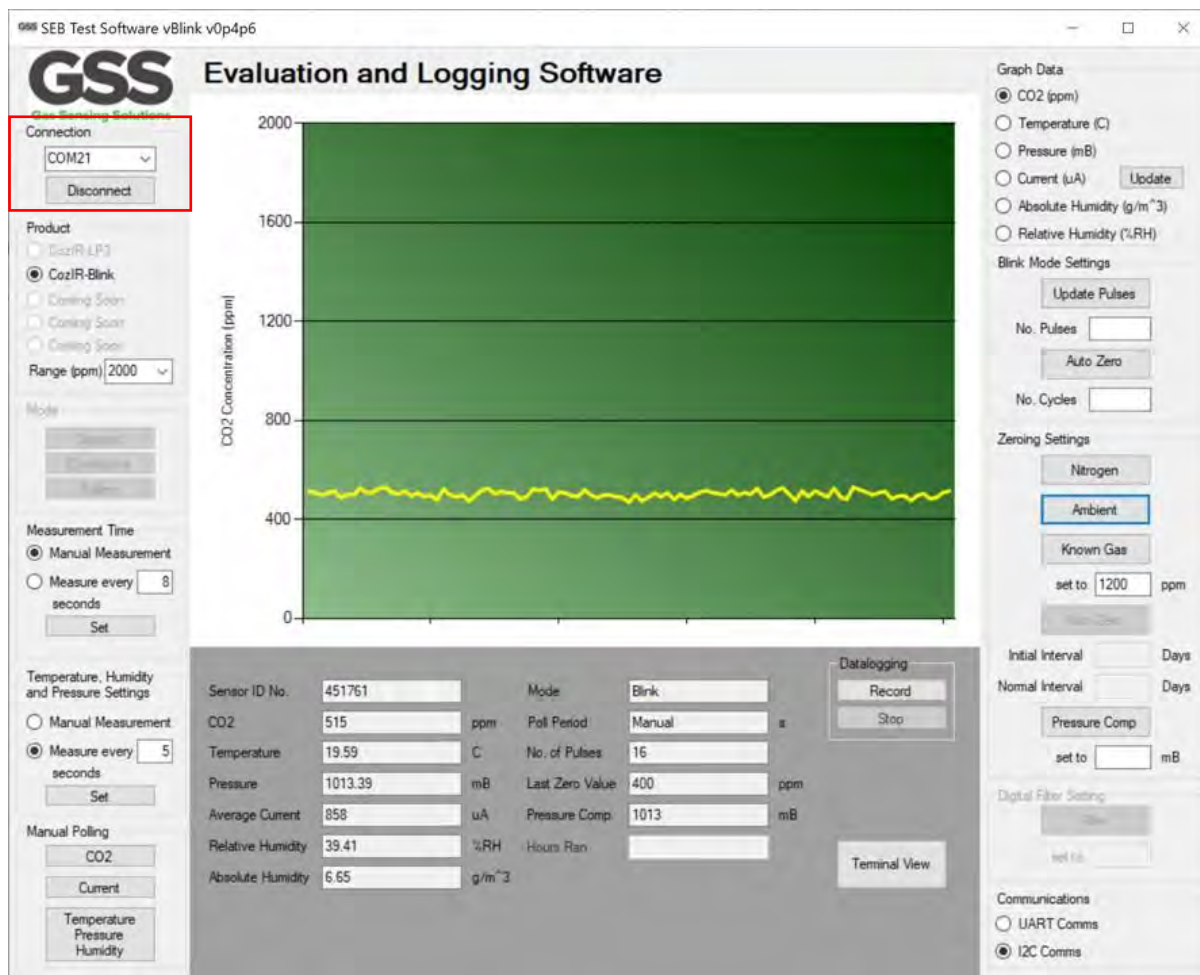 GSS SEB Test Software vBlink v0p4p6
GSS
Gas Sensing Solutions
Evaluation and Logging Software
Connection
COM21
Disconnect
Product
CozIR-LP3
CozIR-Blink
Coming Soon
Coming Soon
Coming Soon
Range (ppm) 2000
Mode
Measurement Time
Manual Measurement
Measure every 8
seconds
Set
Temperature, Humidity
and Pressure Settings
Manual Measurement
Measure every 5
seconds
Set
Manual Polling
CO2
Current
Temperature
Pressure
Humidity
CO2 Concentration [ppm]
2000
1600
1200
800
400
0
Sensor ID No. 451761
CO2 515 ppm
Temperature 19.59 C
Pressure 1013.39 mB
Average Current 858 uA
Relative Humidity 39.41 %RH
Absolute Humidity 6.65 g/m^3
Mode Blink
Poll Period Manual s
No. of Pulses 16
Last Zero Value 400 ppm
Pressure Comp. 1013 mB
Hours Ran
Datalogging
Record
Stop
Terminal View
Graph Data
CO2 (ppm)
Temperature (C)
Pressure (mB)
Current (uA) Update
Absolute Humidity (g/m^3)
Relative Humidity (%RH)
Blink Mode Settings
Update Pulses
No. Pulses
Auto Zero
No. Cycles
Zeroing Settings
Nitrogen
Ambient
Known Gas
set to 1200 ppm
Auto Zero
Initial Interval Days
Normal Interval Days
Pressure Comp
set to mB
Digital Filter Setting
set to
Communications
UART Comms
I2C Comms